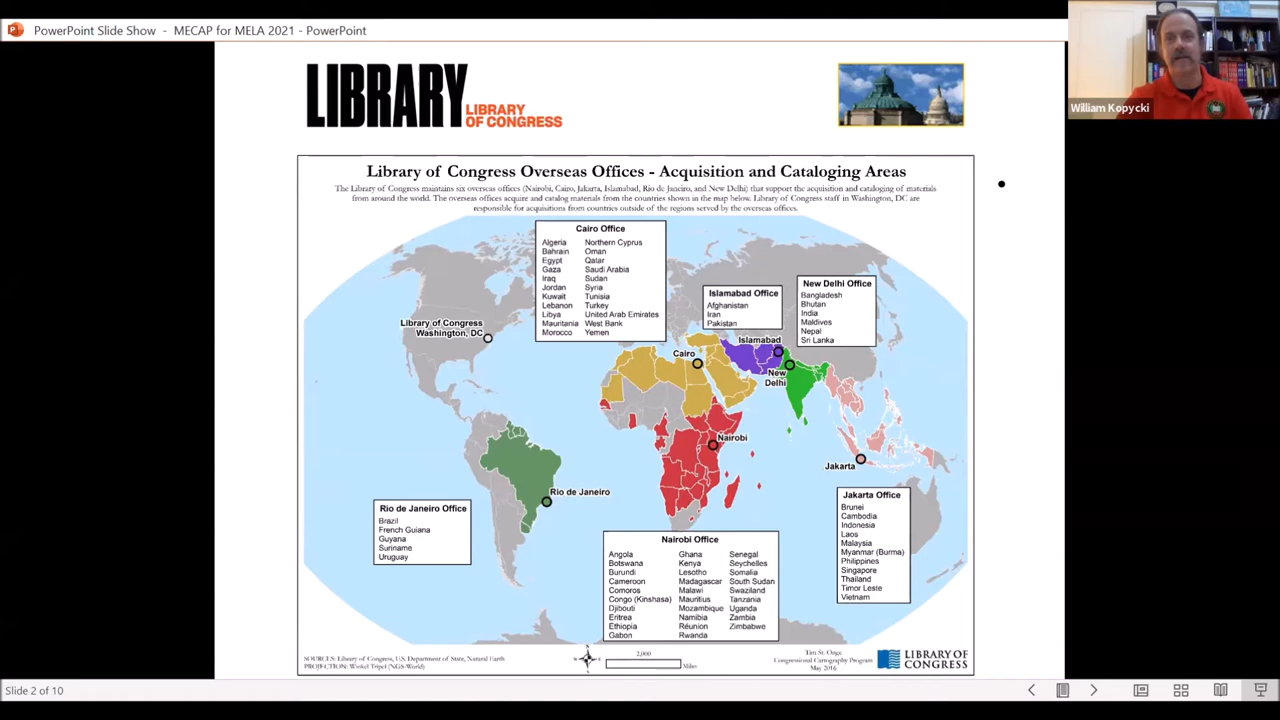 PowerPoint Slide Show - MECAP for MELA 2021 - PowerPoint
William Kopycki
LIBRARY
LIBRARY
OF CONGRESS
Library of Congress Overseas Offices - Acquisition and Cataloging Areas
The Library of Congress maintains six overseas offices (Nairobi, Cairo, Jakarta, Islamabad, Rio de Janeiro, and New Delhi) that support the acquisition and cataloging of materials
from around the world. The overseas offices acquire and catalog materials from the countries shown in the map below. Library of Congress staff in Washington, DC are
responsible for acquisitions from countries outside of the regions served by the overseas offices.
Cairo Office
Algeria Northern Cyprus
Bahrain Oman
Egypt Qatar
Gaza Saudi Arabia
Iraq Sudan
Jordan Syria
Kuwait Tunisia
Lebanon Turkey
Libya United Arab Emirates
Mauritania West Bank
Morocco Yemen
Islamabad Office
Afghanistan
Iran
Pakistan
New Delhi Office
Bangladesh
Bhutan
India
Maldives
Nepal
Sri Lanka
Library of Congress
Washington, DC
Cairo
Islamabad
New
Delhi
Nairobi
Jakarta
Rio de Janeiro
Rio de Janeiro Office
Brazil
French Guiana
Guyana
Suriname
Uruguay
Nairobi Office
Angola Ghana Senegal
Botswana Kenya Seychelles
Burundi Lesotho Somalia
Cameroon Madagascar South Sudan
Comoros Malawi Swaziland
Congo (Kinshasa) Mauritius Tanzania
Djibouti Mozambique Uganda
Eritrea Namibia Zambia
Ethiopia Réunion Zimbabwe
Gabon Rwanda
Jakarta Office
Brunei
Cambodia
Indonesia
Laos
Malaysia
Myanmar (Burma)
Philippines
Singapore
Thailand
Timor Leste
Vietnam
SOURCES: Library of Congress, U.S. Department of State, Natural Earth
PROJECTION: Winkel Tripel (NGS-World)
N
W E
S
2,000
Miles
Tim St. Onge
Congressional Cartography Program
May 2016
LIBRARY
OF CONGRESS
Slide 2 of 10